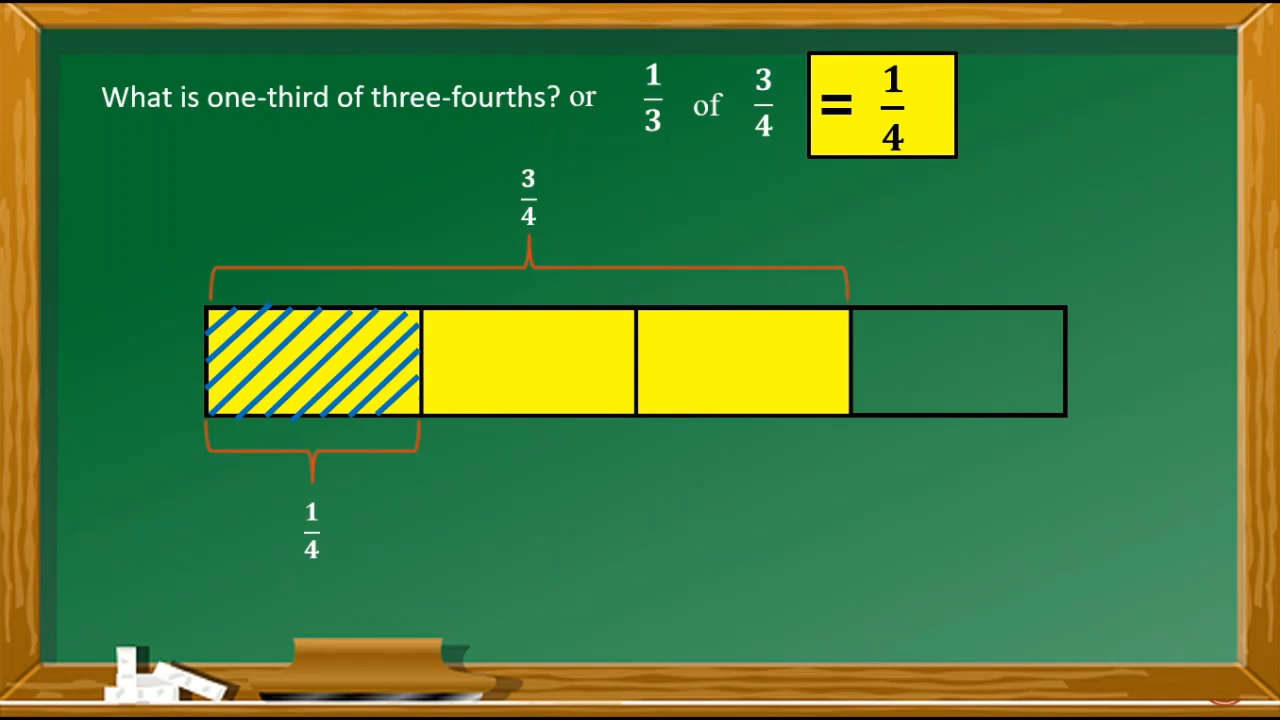 What is one-third of three-fourths? or 1/3 of 3/4 = 1/4
3/4
1/4